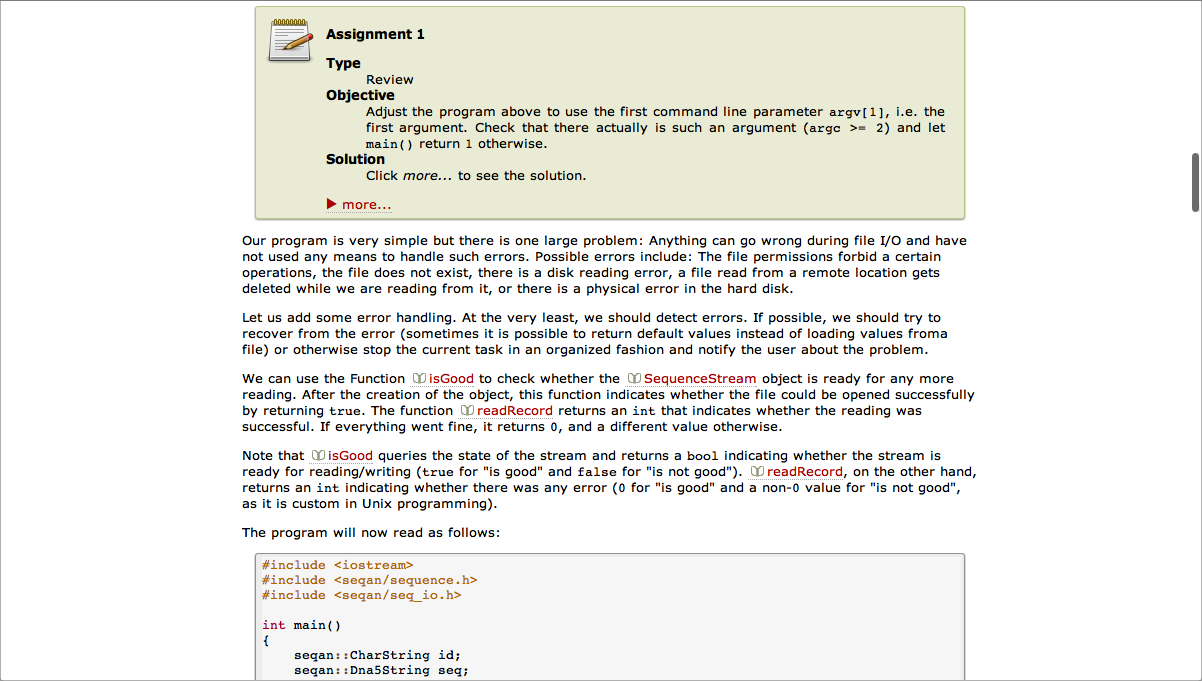 Assignment 1
Type
Review
Objective
Adjust the program above to use the first command line parameter argv[1], i.e. the
first argument. Check that there actually is such an argument (argc >= 2) and let
main() return 1 otherwise.
Solution
Click more... to see the solution.
▶ more...
Our program is very simple but there is one large problem: Anything can go wrong during file I/O and have
not used any means to handle such errors. Possible errors include: The file permissions forbid a certain
operations, the file does not exist, there is a disk reading error, a file read from a remote location gets
deleted while we are reading from it, or there is a physical error in the hard disk.
Let us add some error handling. At the very least, we should detect errors. If possible, we should try to
recover from the error (sometimes it is possible to return default values instead of loading values froma
file) or otherwise stop the current task in an organized fashion and notify the user about the problem.
We can use the Function isGood to check whether the SequenceStream object is ready for any more
reading. After the creation of the object, this function indicates whether the file could be opened successfully
by returning true. The function readRecord returns an int that indicates whether the reading was
successful. If everything went fine, it returns 0, and a different value otherwise.
Note that isGood queries the state of the stream and returns a bool indicating whether the stream is
ready for reading/writing (true for "is good" and false for "is not good"). readRecord, on the other hand,
returns an int indicating whether there was any error (0 for "is good" and a non-0 value for "is not good",
as it is custom in Unix programming).
The program will now read as follows:
#include <iostream>
#include <seqan/sequence.h>
#include <seqan/seq_io.h>
int main()
{
seqan::CharString id;
seqan::Dna5String seq;